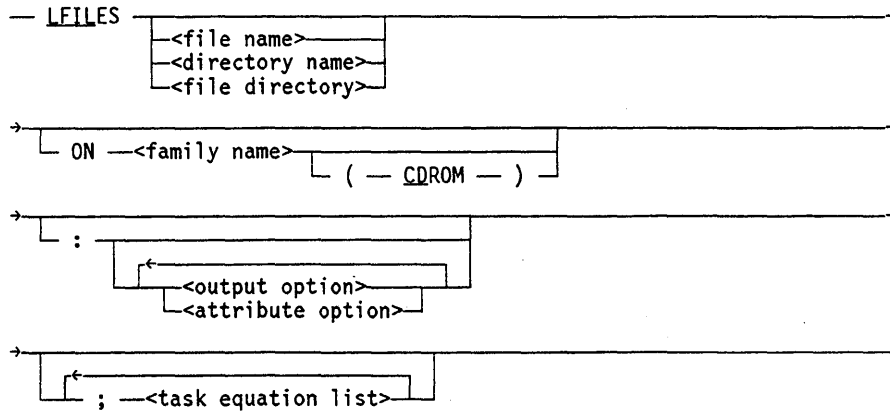 LFILES
<file name>
<directory name>
<file directory>
ON <family name>
( CDROM )
:
<output option>
<attribute option>
; <task equation list>